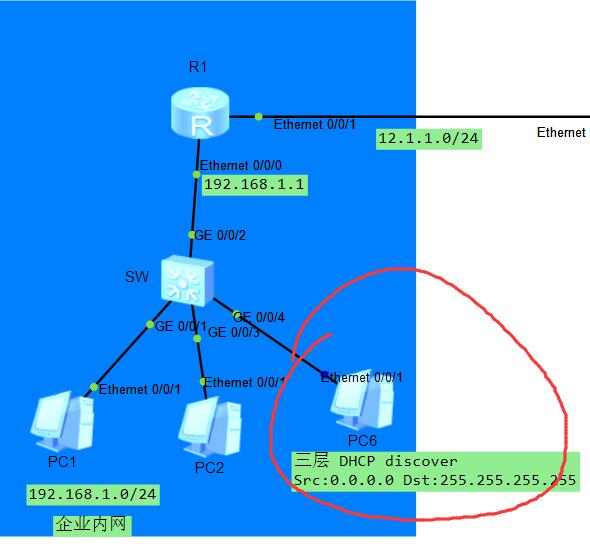 R1
Ethernet 0/0/1
12.1.1.0/24
Ethernet
Ethernet 0/0/0
192.168.1.1
GE 0/0/2
SW
GE 0/0/4
GE 0/0/1
GE 0/0/3
Ethernet 0/0/1
Ethernet 0/0/1
Ethernet 0/0/1
PC6
PC1
PC2
三层 DHCP discover
Src:0.0.0.0 Dst:255.255.255.255
192.168.1.0/24
企业内网